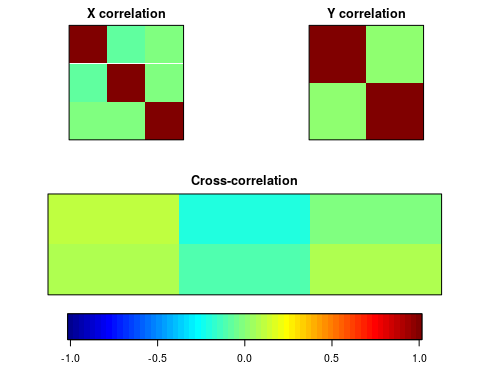 X correlation
Y correlation
Cross-correlation
-1.0 -0.5 0.0 0.5 1.0